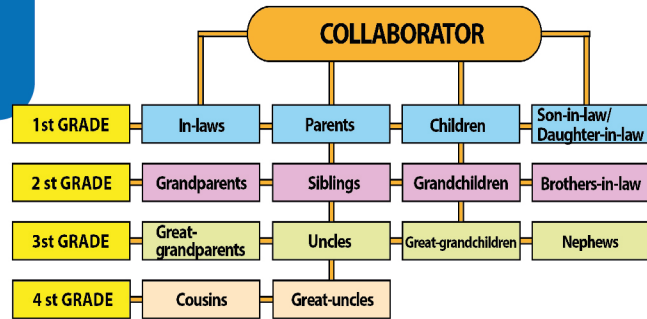 COLLABORATOR
1st GRADE
In-laws
Parents
Children
Son-in-law/
Daughter-in-law
2 st GRADE
Grandparents
Siblings
Grandchildren
Brothers-in-law
3st GRADE
Great-
grandparents
Uncles
Great-grandchildren
Nephews
4 st GRADE
Cousins
Great-uncles